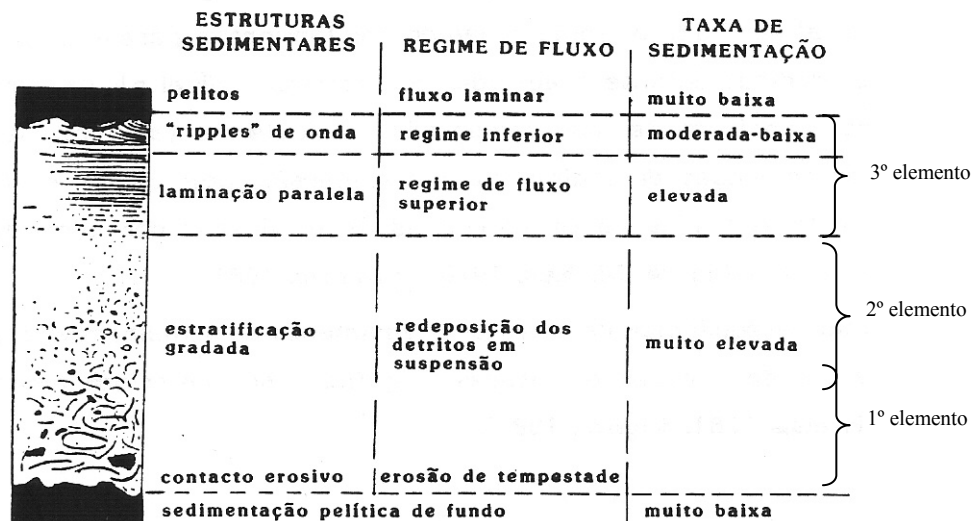 ESTRUTURAS SEDIMENTARES
REGIME DE FLUXO
TAXA DE SEDIMENTAÇÃO
pelitos
fluxo laminar
muito baixa
"ripples" de onda
regime inferior
moderada-baixa
3º elemento
laminação paralela
regime de fluxo superior
elevada
2º elemento
estratificação gradada
redeposição dos detritos em suspensão
muito elevada
1º elemento
contacto erosivo
erosão de tempestade
sedimentação pelítica de fundo
muito baixa